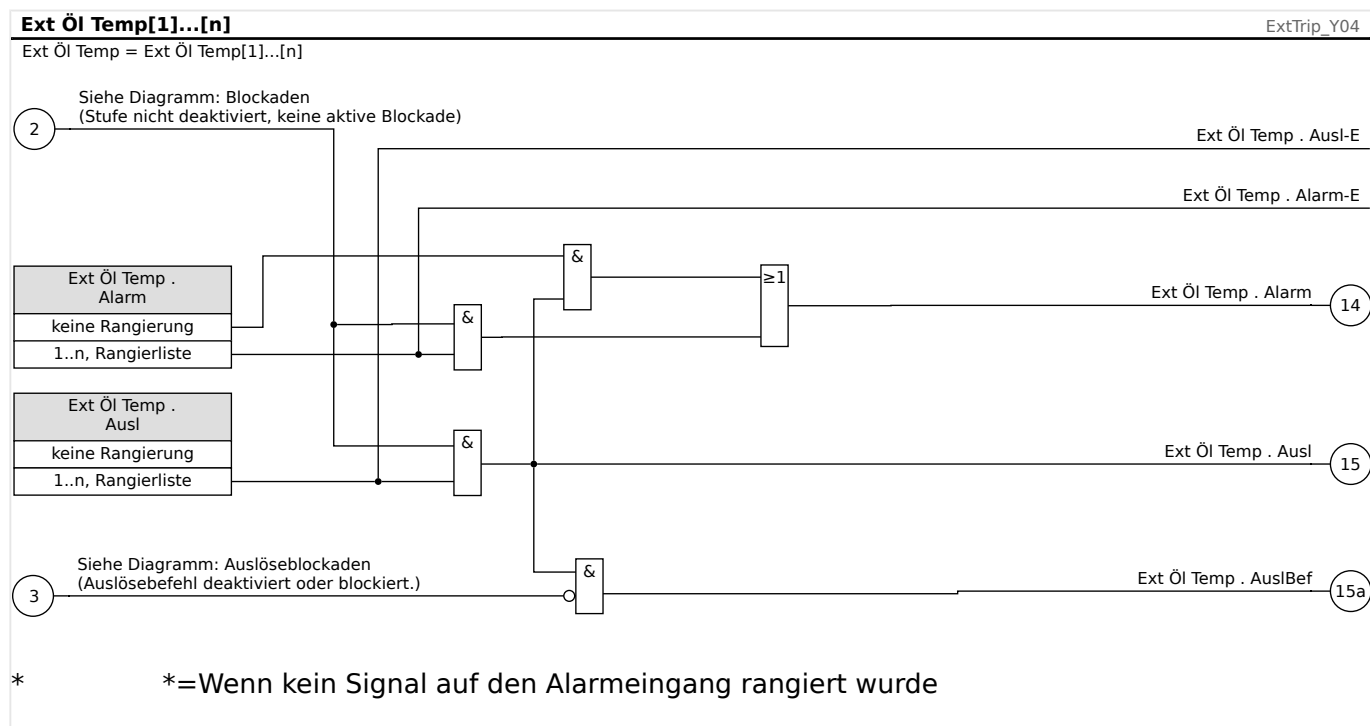 Ext Öl Temp[1]...[n]
ExtTrip_Y04
Ext Öl Temp = Ext Öl Temp[1]...[n]
Siehe Diagramm: Blockaden
(Stufe nicht deaktiviert, keine aktive Blockade)
2
Ext Öl Temp . Ausl-E
Ext Öl Temp . Alarm-E
&
≥1
Ext Öl Temp .
Alarm
keine Rangierung
1..n, Rangierliste
&
Ext Öl Temp . Alarm
14
Ext Öl Temp .
Ausl
keine Rangierung
1..n, Rangierliste
&
Ext Öl Temp . Ausl
15
Siehe Diagramm: Auslöseblockaden
(Auslösebefehl deaktiviert oder blockiert.)
3
&
Ext Öl Temp . AuslBef
15a
* *=Wenn kein Signal auf den Alarmeingang rangiert wurde